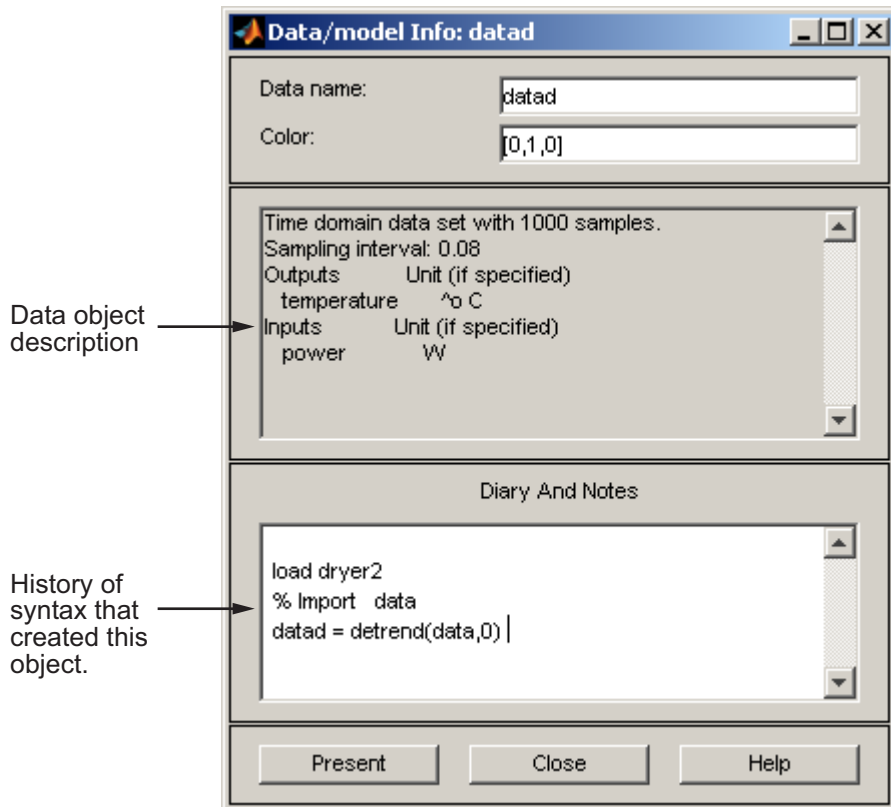 Data/model Info: datad
Data name:
datad
Color:
[0,1,0]
Time domain data set with 1000 samples.
Sampling interval: 0.08
Outputs Unit (if specified)
temperature ^o C
Inputs Unit (if specified)
power W
Data object
description
Diary And Notes
load dryer2
% Import data
datad = detrend(data,0)
History of
syntax that
created this
object.
Present Close Help